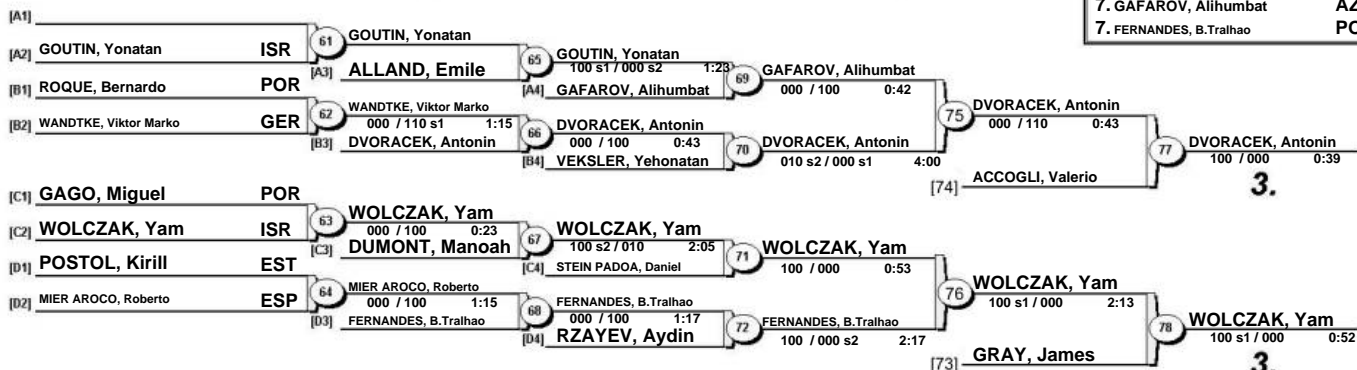 7. GAFAROV, Alihumbat AZ
7. FERNANDES, B.Tralhao PO
[A1]
[A2] GOUTIN, Yonatan ISR
61
GOUTIN, Yonatan
[A3] ALLAND, Emile
65
GOUTIN, Yonatan
100 s1 / 000 s2 1:23
[A4] GAFAROV, Alihumbat
69
GAFAROV, Alihumbat
000 / 100 0:42
[B1] ROQUE, Bernardo POR
[B2] WANDTKE, Viktor Marko GER
62
WANDTKE, Viktor Marko
000 / 110 s1 1:15
[B3] DVORACEK, Antonin
66
DVORACEK, Antonin
000 / 100 0:43
[B4] VEKSLER, Yehonatan
70
DVORACEK, Antonin
010 s2 / 000 s1 4:00
75
DVORACEK, Antonin
000 / 110 0:43
[74] ACCOGLI, Valerio
77
DVORACEK, Antonin
100 / 000 0:39
3.
[C1] GAGO, Miguel POR
[C2] WOLCZAK, Yam ISR
63
WOLCZAK, Yam
000 / 100 0:23
[C3] DUMONT, Manoah
67
WOLCZAK, Yam
100 s2 / 010 2:05
[C4] STEIN PADOA, Daniel
71
WOLCZAK, Yam
100 / 000 0:53
[D1] POSTOL, Kirill EST
[D2] MIER AROCO, Roberto ESP
64
MIER AROCO, Roberto
000 / 100 1:15
[D3] FERNANDES, B.Tralhao
68
FERNANDES, B.Tralhao
000 / 100 1:17
[D4] RZAYEV, Aydin
72
FERNANDES, B.Tralhao
100 / 000 s2 2:17
76
WOLCZAK, Yam
100 s1 / 000 2:13
[73] GRAY, James
78
WOLCZAK, Yam
100 s1 / 000 0:52
3.